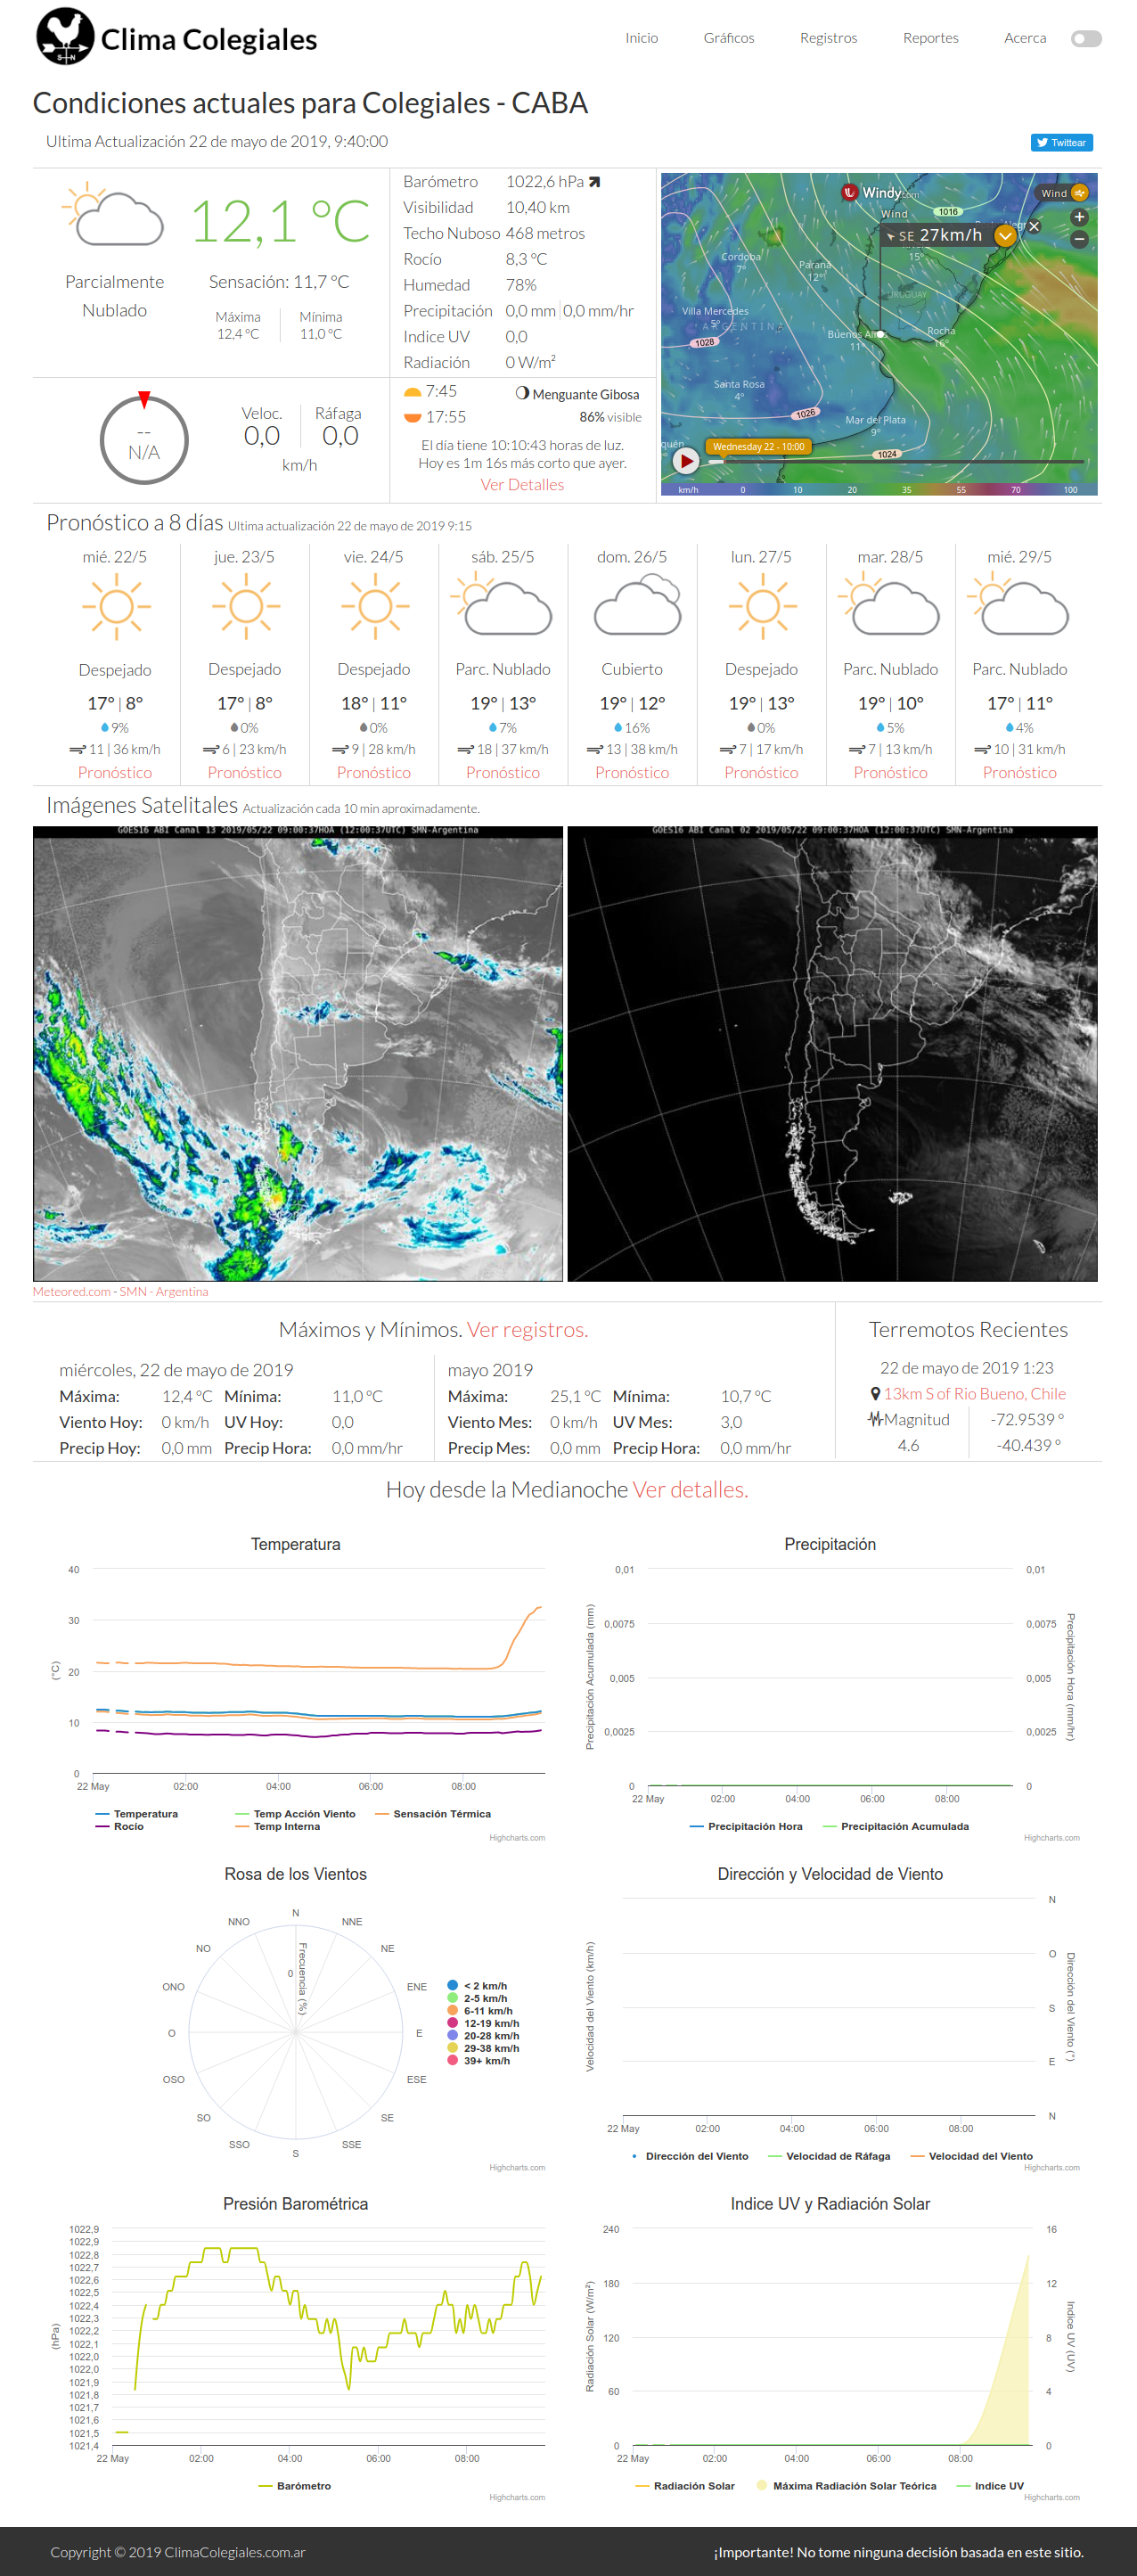 Clima Colegiales
Inicio Gráficos Registros Reportes Acerca
Condiciones actuales para Colegiales - CABA
Ultima Actualización 22 de mayo de 2019, 9:40:00
Twittear
12,1 °C
Parcialmente
Nublado
Sensación: 11,7 °C
Máxima Mínima
12,4 °C 11,0 °C
Barómetro 1022,6 hPa
Visibilidad 10,40 km
Techo Nuboso 468 metros
Rocío 8,3 °C
Humedad 78%
Precipitación 0,0 mm 0,0 mm/hr
Indice UV 0,0
Radiación 0 W/m²
Windy.com
Wind
Wind
1016
SE 27km/h
15°
Cordoba
7°
Paraná
12°
URUGUAY
Villa Mercedes
5°
ARGENTINA
Buenos Aires
11°
Rocha
16°
1028
Santa Rosa
4°
1026
Mar del Plata
9°
quén
Wednesday 22 - 10:00
1024
km/h 0 10 20 35 55 70 100
--
N/A
Veloc. Ráfaga
0,0 0,0
km/h
7:45
17:55
Menguante Gibosa
86% visible
El día tiene 10:10:43 horas de luz.
Hoy es 1m 16s más corto que ayer.
Ver Detalles
Pronóstico a 8 días Ultima actualización 22 de mayo de 2019 9:15
mié. 22/5 jue. 23/5 vie. 24/5 sáb. 25/5 dom. 26/5 lun. 27/5 mar. 28/5 mié. 29/5
Despejado Despejado Despejado Parc. Nublado Cubierto Despejado Parc. Nublado Parc. Nublado
17° | 8° 17° | 8° 18° | 11° 19° | 13° 19° | 12° 19° | 13° 19° | 10° 17° | 11°
9% 0% 0% 7% 16% 0% 5% 4%
11 | 36 km/h 6 | 23 km/h 9 | 28 km/h 18 | 37 km/h 13 | 38 km/h 7 | 17 km/h 7 | 13 km/h 10 | 31 km/h
Pronóstico Pronóstico Pronóstico Pronóstico Pronóstico Pronóstico Pronóstico Pronóstico
Imágenes Satelitales Actualización cada 10 min aproximadamente.
GOES16 ABI Canal 13 2019/05/22 09:00:37HOA (12:00:37UTC) SMN-Argentina
GOES16 ABI Canal 02 2019/05/22 09:00:37HOA (12:00:37UTC) SMN-Argentina
Meteored.com - SMN - Argentina
Máximos y Mínimos. Ver registros.
miércoles, 22 de mayo de 2019
Máxima: 12,4 °C Mínima: 11,0 °C
Viento Hoy: 0 km/h UV Hoy: 0,0
Precip Hoy: 0,0 mm Precip Hora: 0,0 mm/hr
mayo 2019
Máxima: 25,1 °C Mínima: 10,7 °C
Viento Mes: 0 km/h UV Mes: 3,0
Precip Mes: 0,0 mm Precip Hora: 0,0 mm/hr
Terremotos Recientes
22 de mayo de 2019 1:23
13km S of Rio Bueno, Chile
Magnitud -72.9539 °
4.6 -40.439 °
Hoy desde la Medianoche Ver detalles.
Temperatura
(°C)
40
30
20
10
0
22 May 02:00 04:00 06:00 08:00
Temperatura Temp Acción Viento Sensación Térmica
Rocío Temp Interna
Highcharts.com
Precipitación
Precipitación Acumulada (mm)
Precipitación Hora (mm/hr)
0,01 0,01
0,0075 0,0075
0,005 0,005
0,0025 0,0025
0 0
22 May 02:00 04:00 06:00 08:00
Precipitación Hora Precipitación Acumulada
Highcharts.com
Rosa de los Vientos
N
NNO NNE
NO NE
ONO ENE
O E
OSO ESE
SO SE
SSO SSE
S
0
Frecuencia (%)
< 2 km/h
2-5 km/h
6-11 km/h
12-19 km/h
20-28 km/h
29-38 km/h
39+ km/h
Highcharts.com
Dirección y Velocidad de Viento
Velocidad del Viento (km/h)
Dirección del Viento (°)
N
O
S
E
N
22 May 02:00 04:00 06:00 08:00
Dirección del Viento Velocidad de Ráfaga Velocidad del Viento
Highcharts.com
Presión Barométrica
(hPa)
1022,9
1022,9
1022,8
1022,7
1022,6
1022,5
1022,4
1022,3
1022,2
1022,1
1022,0
1022,0
1021,9
1021,8
1021,7
1021,6
1021,5
1021,4
22 May 02:00 04:00 06:00 08:00
Barómetro
Highcharts.com
Indice UV y Radiación Solar
Radiación Solar (W/m²)
Indice UV (UV)
240 16
180 12
120 8
60 4
0 0
22 May 02:00 04:00 06:00 08:00
Radiación Solar Máxima Radiación Solar Teórica Indice UV
Highcharts.com
Copyright © 2019 ClimaColegiales.com.ar
¡Importante! No tome ninguna decisión basada en este sitio.